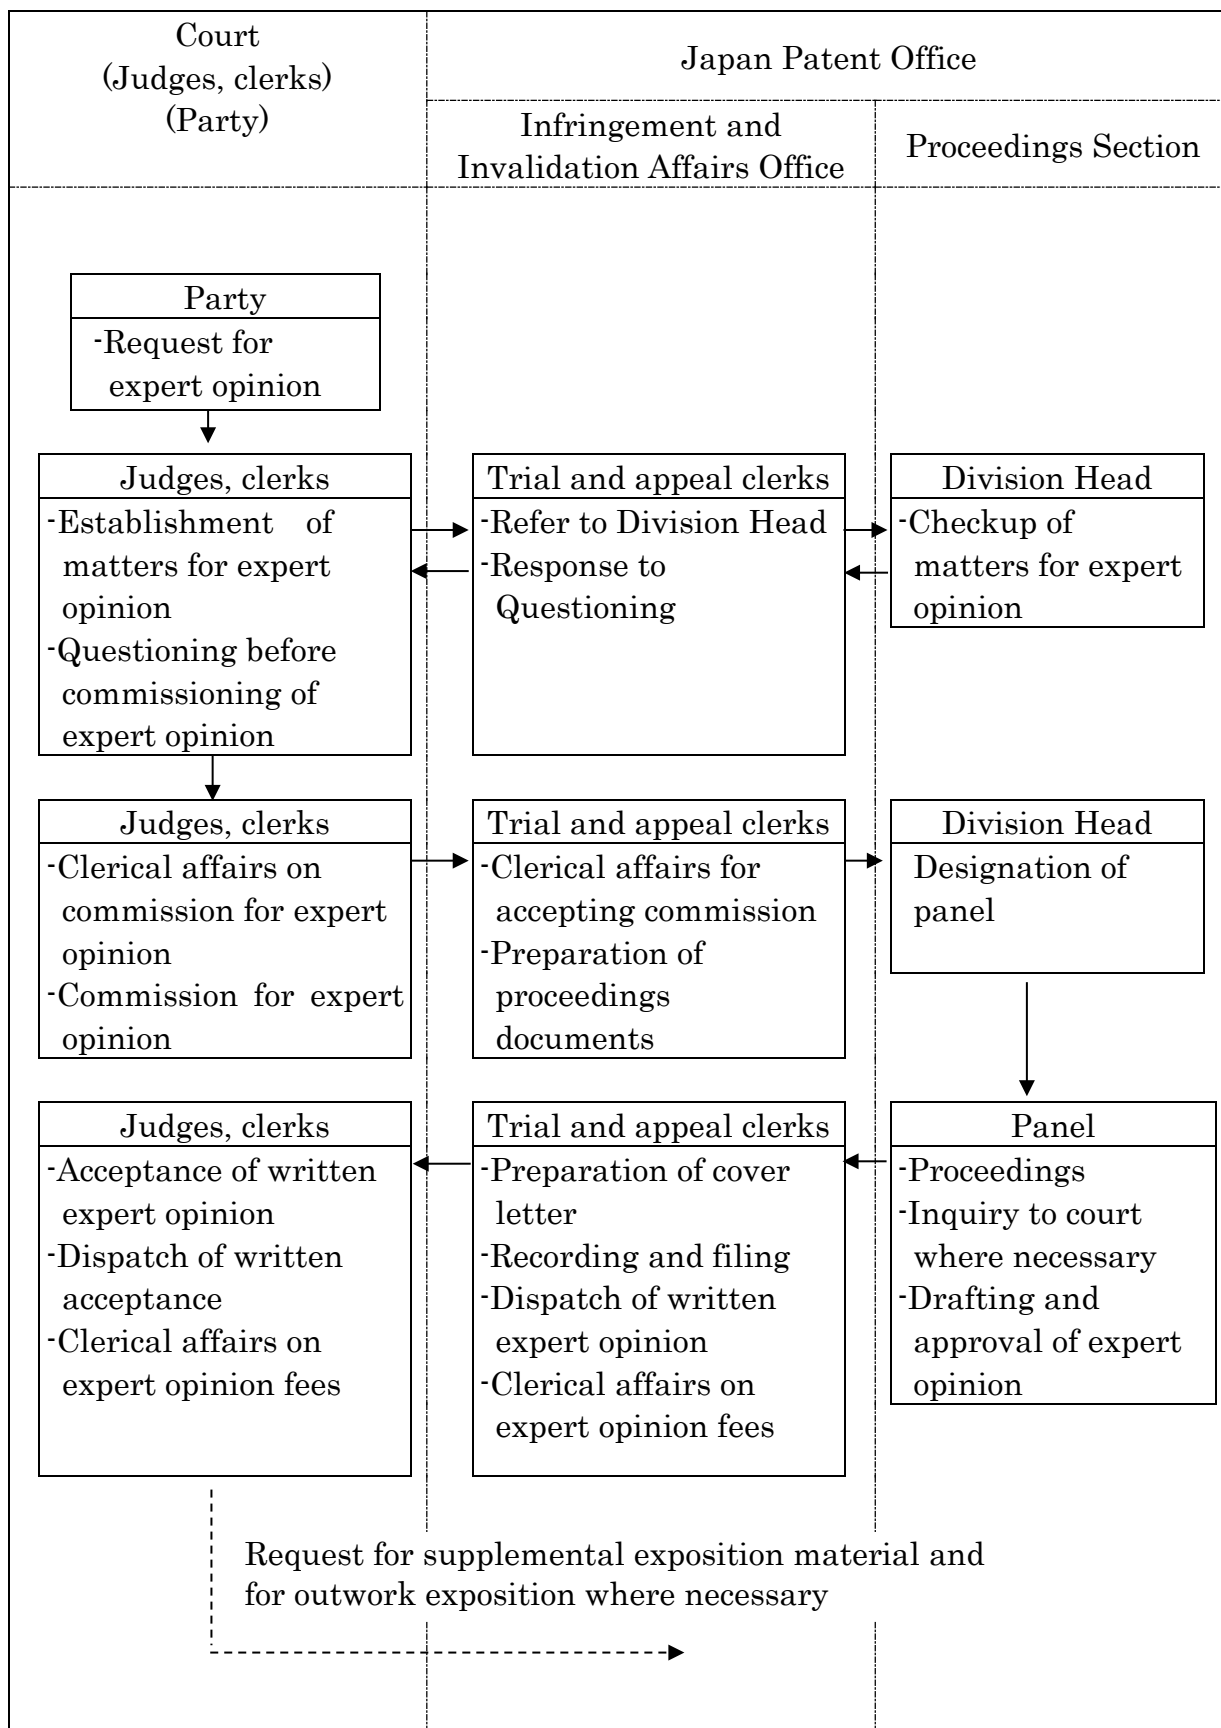 Court
(Judges, clerks)
(Party)
Japan Patent Office
Infringement and
Invalidation Affairs Office
Proceedings Section
Party
-Request for
expert opinion
Judges, clerks
-Establishment of
matters for expert
opinion
-Questioning before
commissioning of
expert opinion
Trial and appeal clerks
-Refer to Division Head
-Response to
Questioning
Division Head
-Checkup of
matters for expert
opinion
Judges, clerks
-Clerical affairs on
commission for expert
opinion
-Commission for expert
opinion
Trial and appeal clerks
-Clerical affairs for
accepting commission
-Preparation of
proceedings
documents
Division Head
Designation of
panel
Judges, clerks
-Acceptance of written
expert opinion
-Dispatch of written
acceptance
-Clerical affairs on
expert opinion fees
Trial and appeal clerks
-Preparation of cover
letter
-Recording and filing
-Dispatch of written
expert opinion
-Clerical affairs on
expert opinion fees
Panel
-Proceedings
-Inquiry to court
where necessary
-Drafting and
approval of expert
opinion
Request for supplemental exposition material and
for outwork exposition where necessary